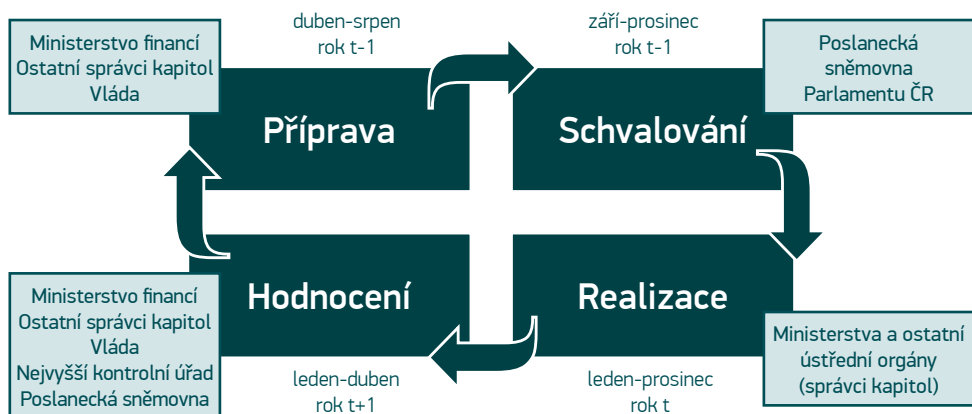 Ministerstvo financí
Ostatní správci kapitol
Vláda
duben-srpen
rok t-1
září-prosinec
rok t-1
Poslanecká
sněmovna
Parlamentu ČR
Příprava
Schvalování
Hodnocení
Realizace
Ministerstvo financí
Ostatní správci kapitol
Vláda
Nejvyšší kontrolní úřad
Poslanecká sněmovna
leden-duben
rok t+1
leden-prosinec
rok t
Ministerstva a ostatní
ústřední orgány
(správci kapitol)